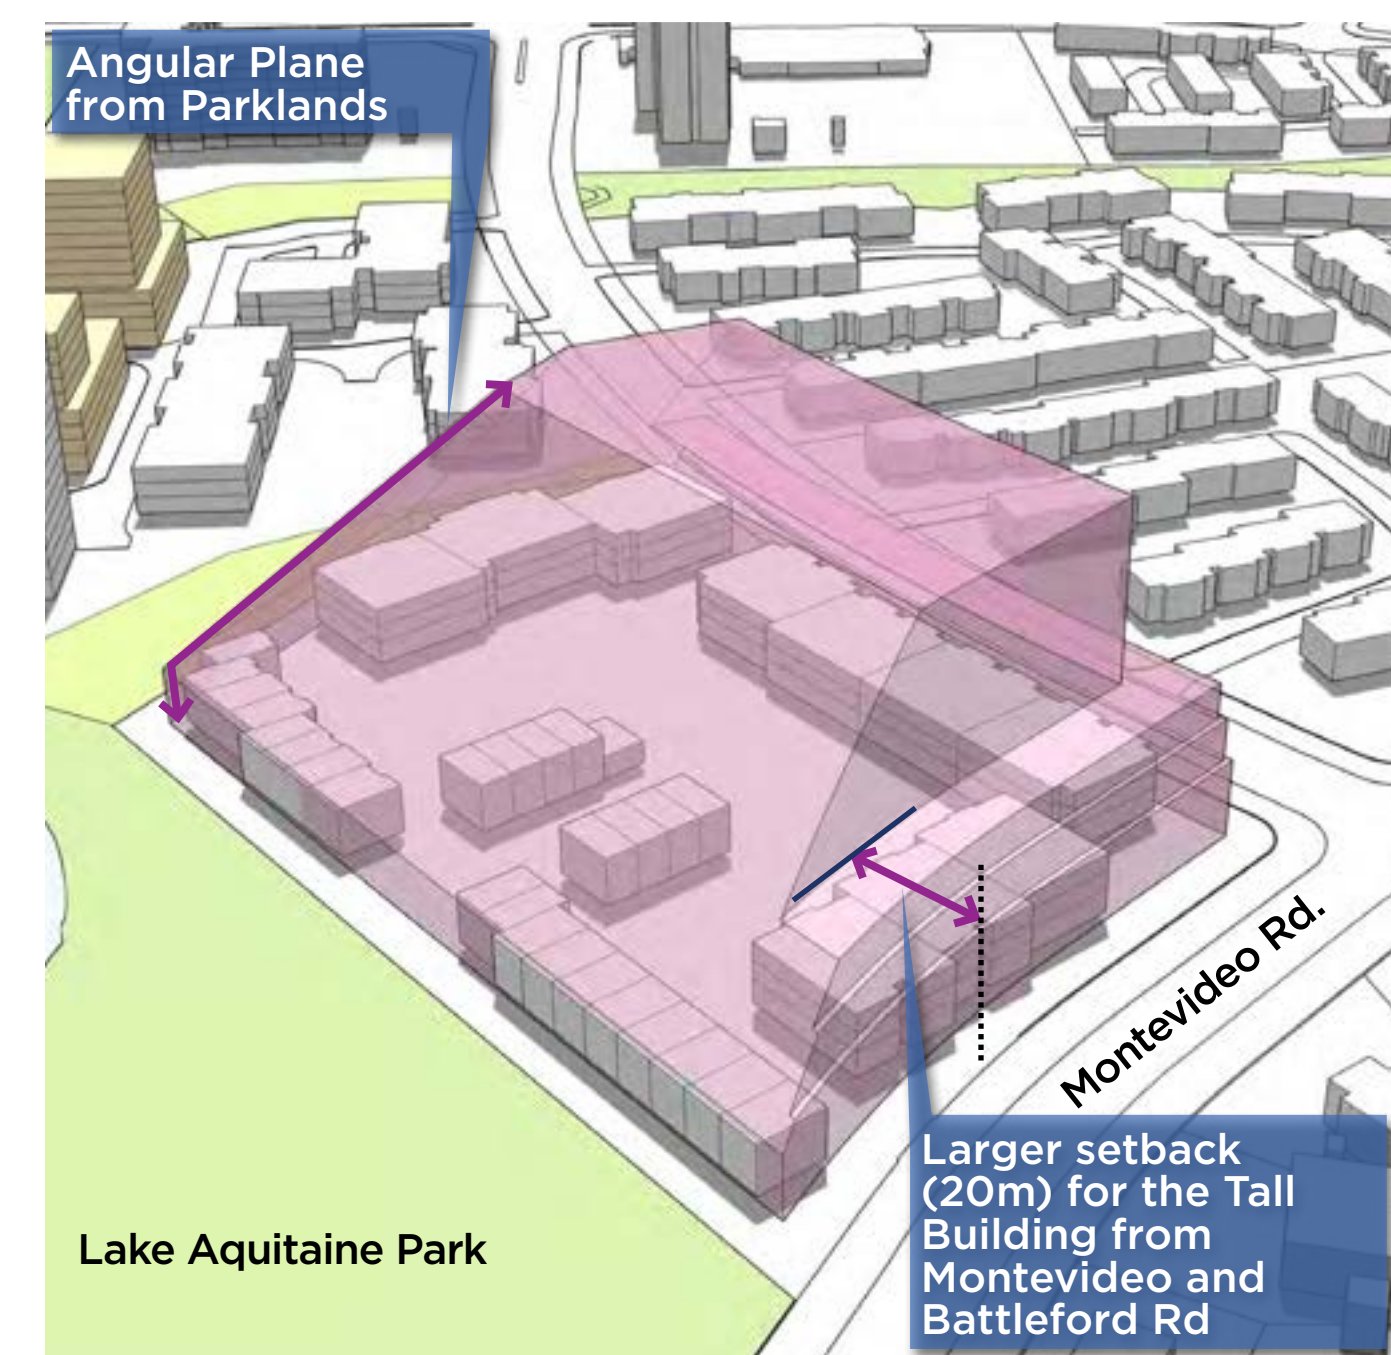 Angular Plane
from Parklands
Montevideo Rd.
Larger setback
(20m) for the Tall
Building from
Montevideo and
Battleford Rd
Lake Aquitaine Park